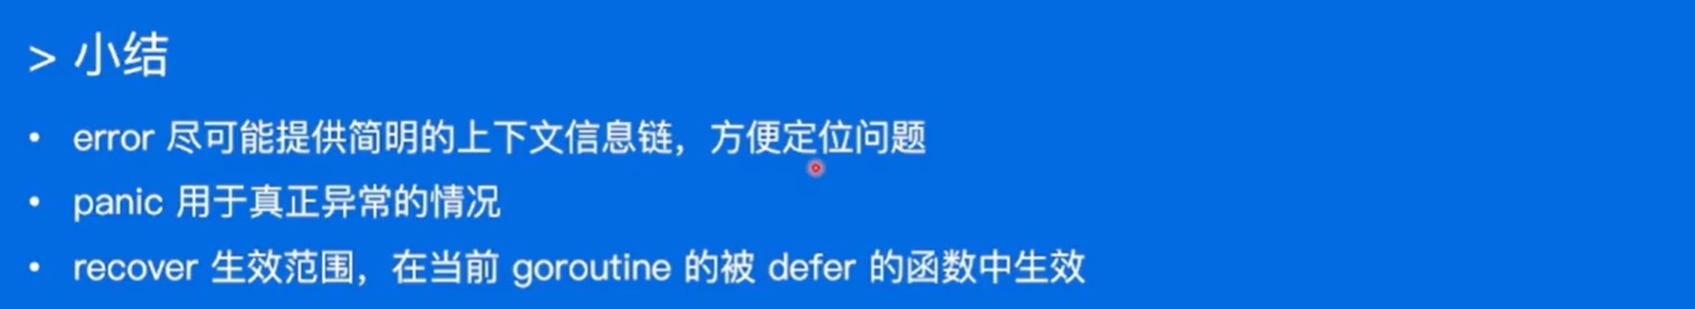 > 小结
• error 尽可能提供简明的上下文信息链，方便定位问题
• panic 用于真正异常的情况
• recover 生效范围，在当前 goroutine 的被 defer 的函数中生效